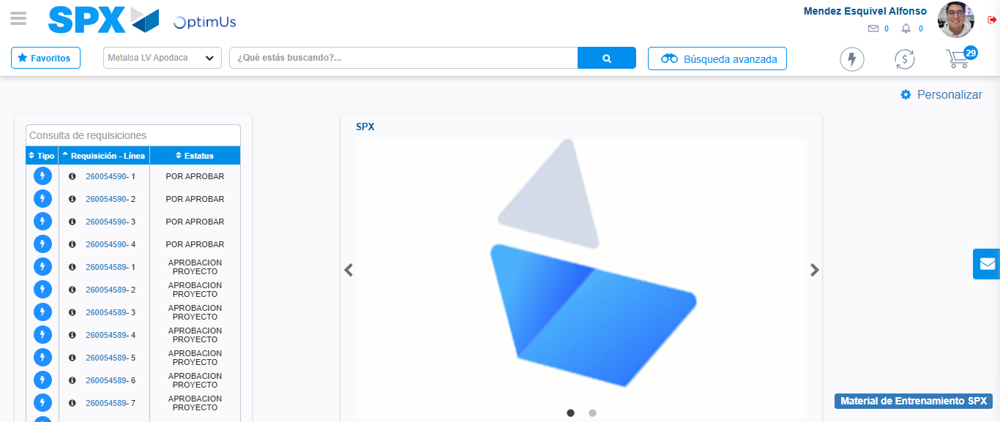 SPX
OptimUs
Mendez Esquivel Alfonso
0
0
Favoritos
Metalsa LV Apodaca
¿Qué estás buscando?...
Búsqueda avanzada
29
Personalizar
Consulta de requisiciones
Tipo
Requisición - Línea
Estatus
260054590- 1
POR APROBAR
260054590- 2
POR APROBAR
260054590- 3
POR APROBAR
260054590- 4
POR APROBAR
260054589- 1
APROBACION
PROYECTO
260054589- 2
APROBACION
PROYECTO
260054589- 3
APROBACION
PROYECTO
260054589- 4
APROBACION
PROYECTO
260054589- 5
APROBACION
PROYECTO
260054589- 6
APROBACION
PROYECTO
260054589- 7
APROBACION
PROYECTO
SPX
Material de Entrenamiento SPX